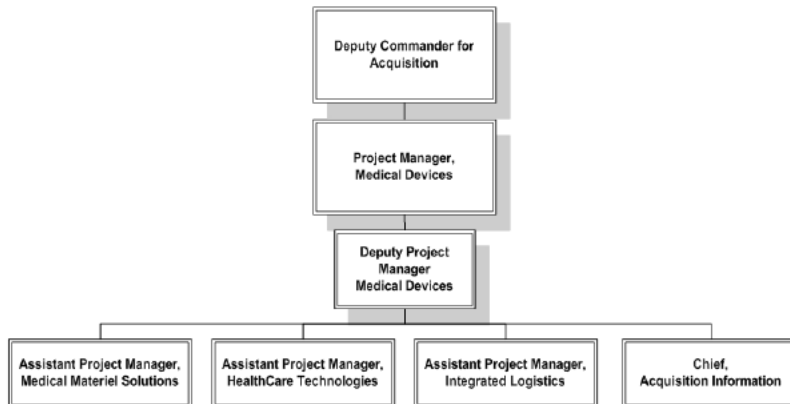 Deputy Commander for
Acquisition
Project Manager,
Medical Devices
Deputy Project
Manager
Medical Devices
Assistant Project Manager,
Medical Materiel Solutions
Assistant Project Manager,
HealthCare Technologies
Assistant Project Manager,
Integrated Logistics
Chief,
Acquisition Information